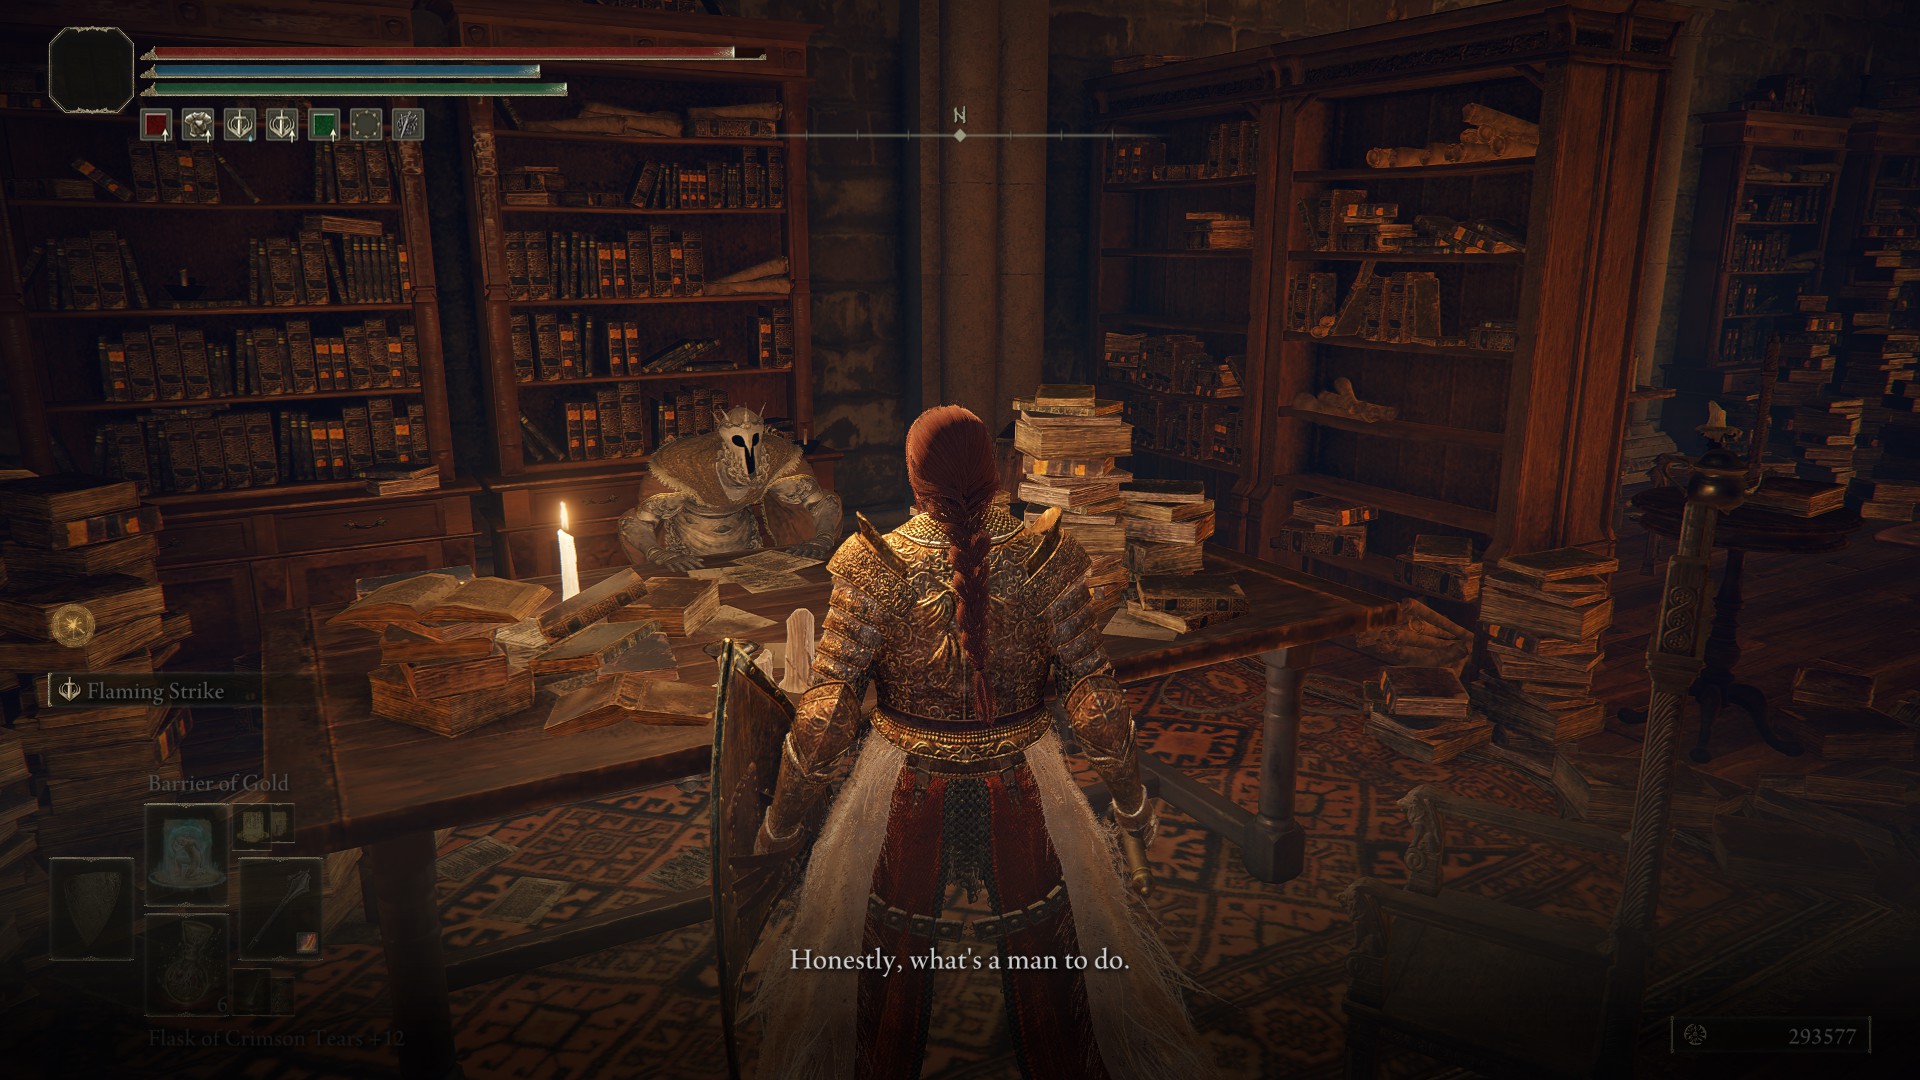 N
Flaming Strike
Barrier of Gold
6
Flask of Crimson Tears +12
Honestly, what's a man to do.
293577